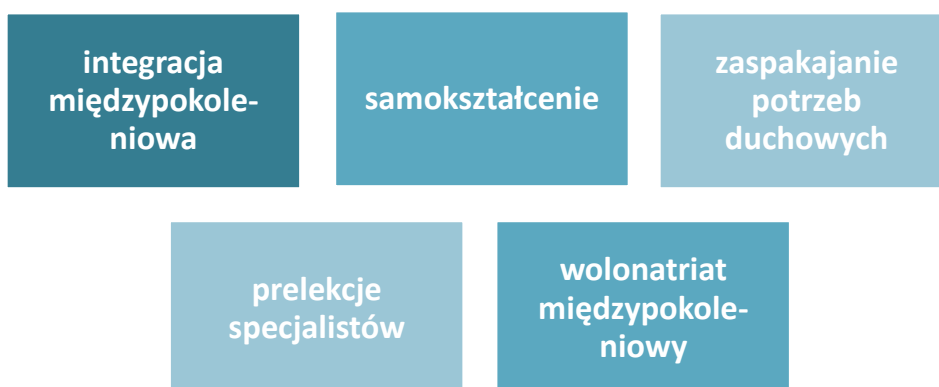 integracja
międzypokole-
niowa
samokształcenie
zaspakajanie
potrzeb
duchowych
prelekcje
specjalistów
wolonatriat
międzypokole-
niowy